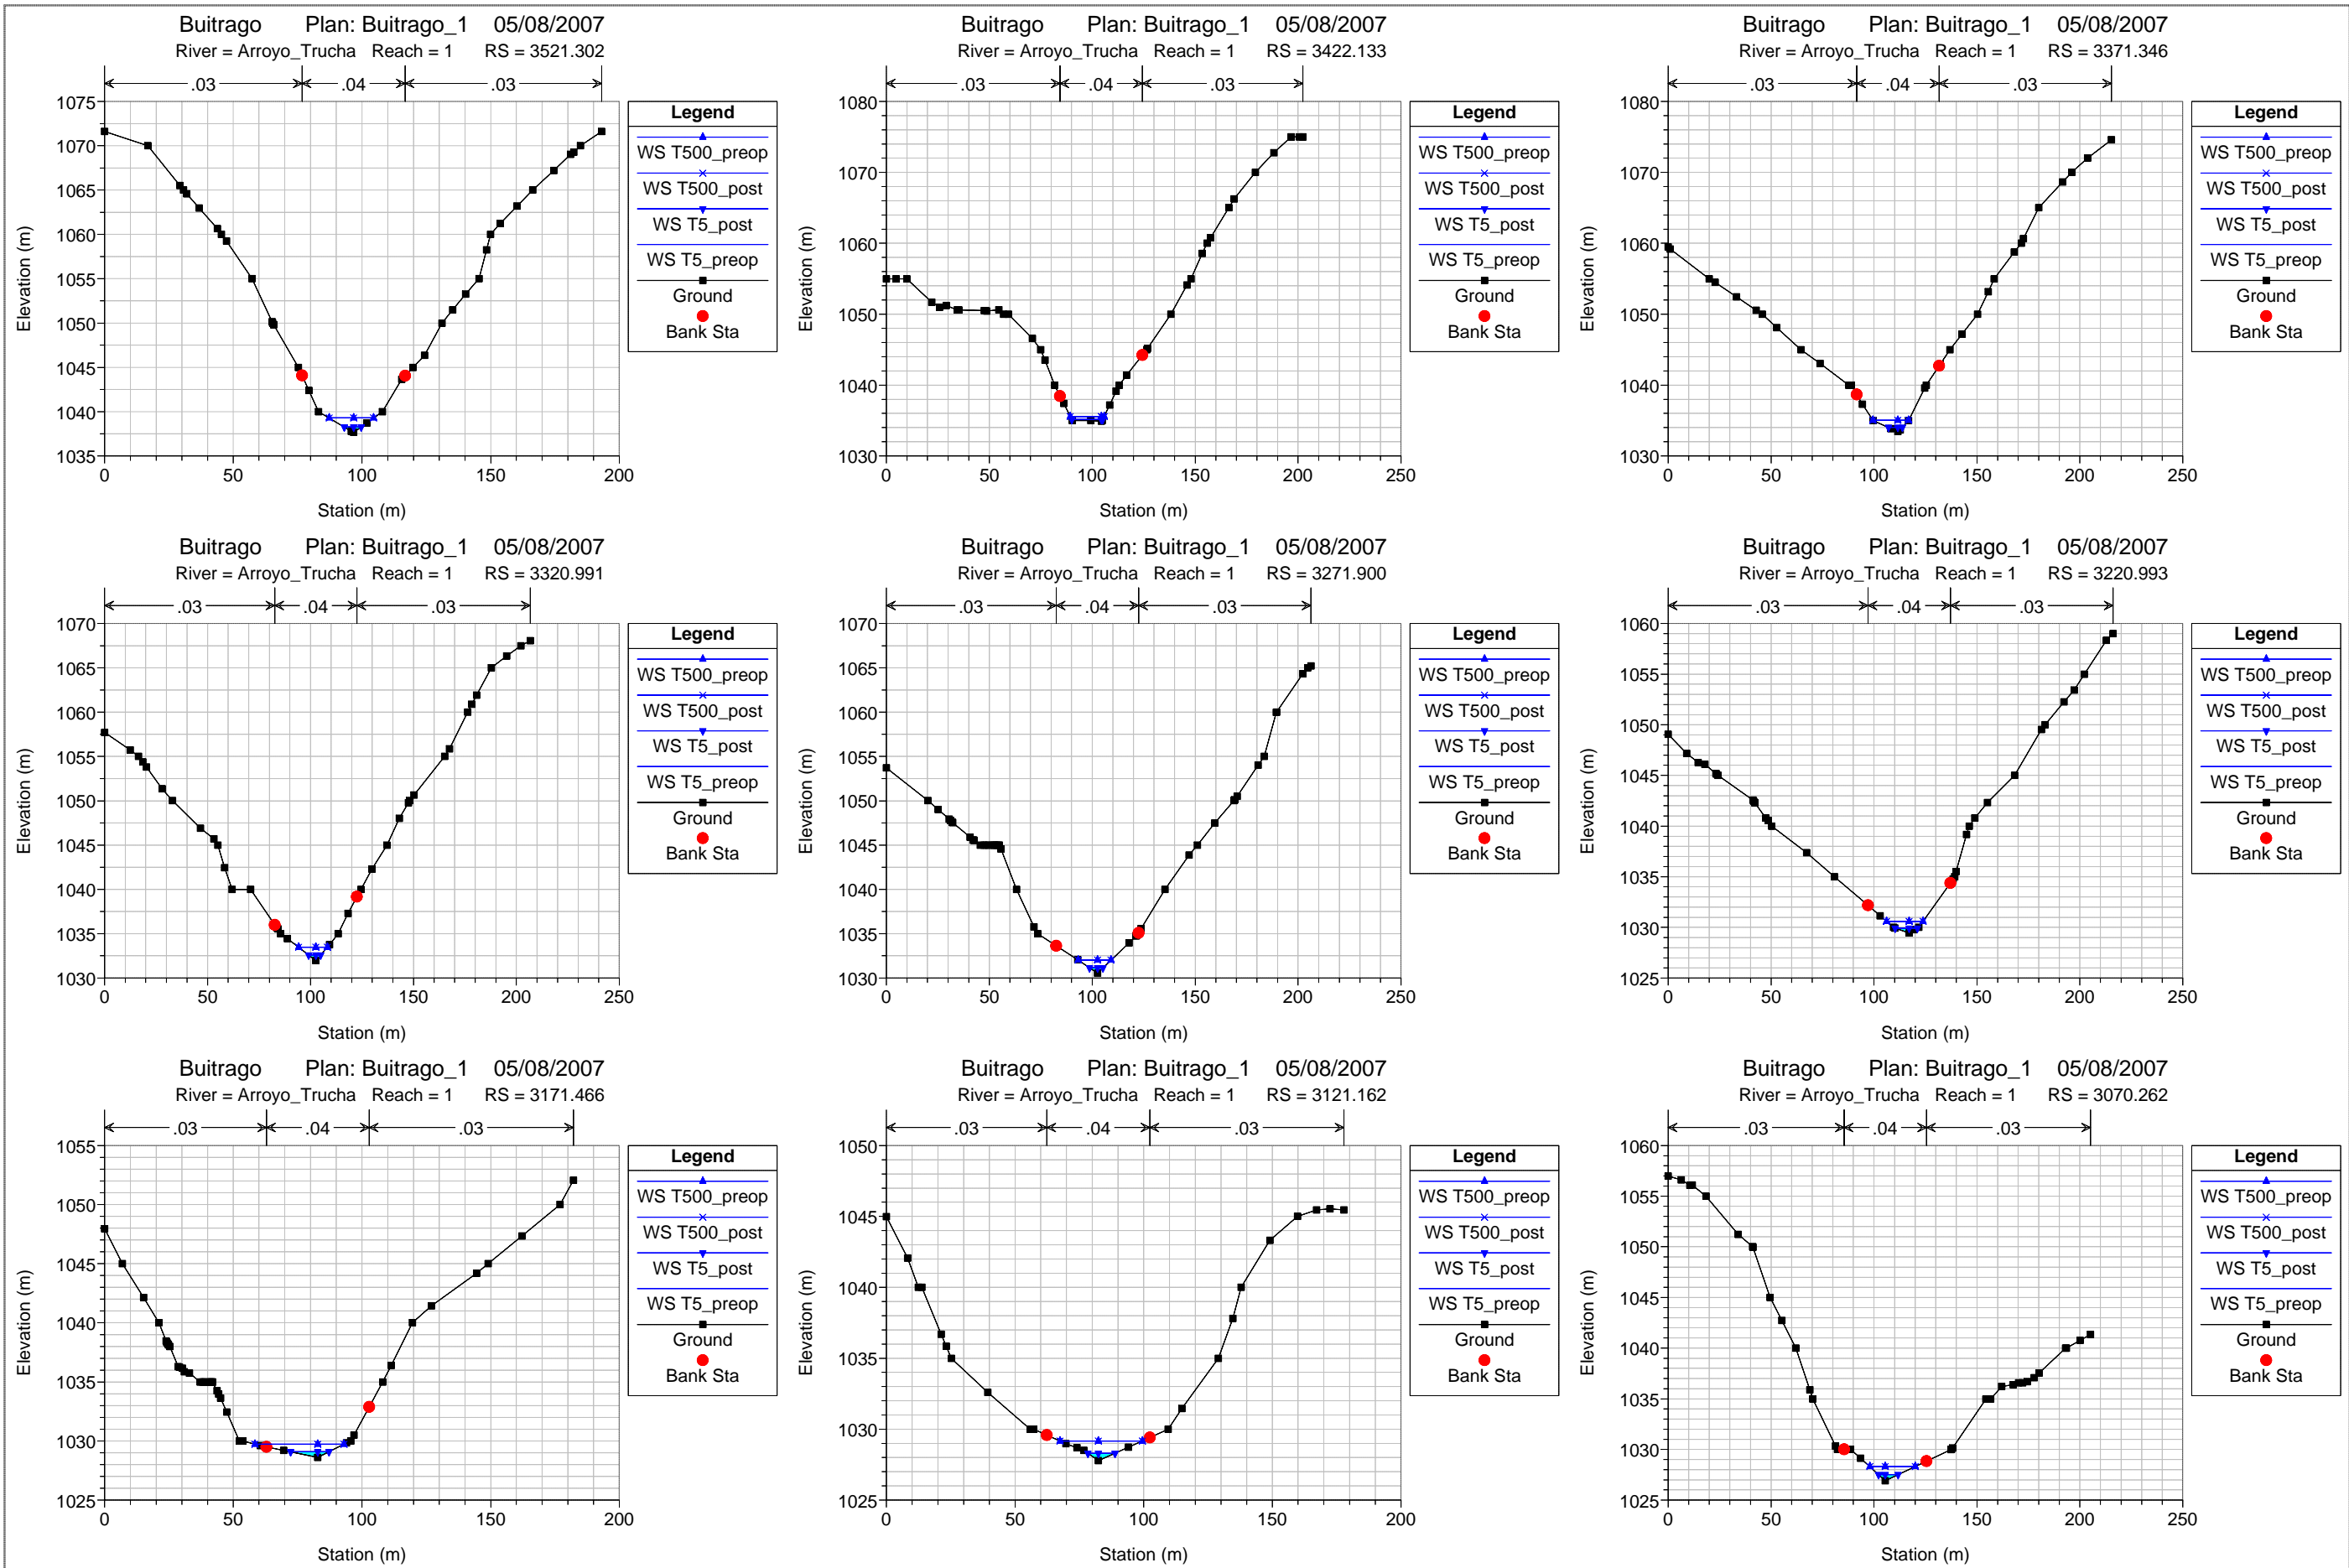 Buitrago Plan: Buitrago_1 05/08/2007
River = Arroyo_Trucha Reach = 1 RS = 3521.302
.03 .04 .03
1075
1070
1065
1060
1055
1050
1045
1040
1035
0 50 100 150 200
Station (m)
Elevation (m)
Legend
WS T500_preop
WS T500_post
WS T5_post
WS T5_preop
Ground
Bank Sta
Buitrago Plan: Buitrago_1 05/08/2007
River = Arroyo_Trucha Reach = 1 RS = 3422.133
.03 .04 .03
1080
1070
1060
1050
1040
1030
0 50 100 150 200 250
Station (m)
Elevation (m)
Legend
WS T500_preop
WS T500_post
WS T5_post
WS T5_preop
Ground
Bank Sta
Buitrago Plan: Buitrago_1 05/08/2007
River = Arroyo_Trucha Reach = 1 RS = 3371.346
.03 .04 .03
1080
1070
1060
1050
1040
1030
0 50 100 150 200 250
Station (m)
Elevation (m)
Legend
WS T500_preop
WS T500_post
WS T5_post
WS T5_preop
Ground
Bank Sta
Buitrago Plan: Buitrago_1 05/08/2007
River = Arroyo_Trucha Reach = 1 RS = 3320.991
.03 .04 .03
1070
1065
1060
1055
1050
1045
1040
1035
1030
0 50 100 150 200 250
Station (m)
Elevation (m)
Legend
WS T500_preop
WS T500_post
WS T5_post
WS T5_preop
Ground
Bank Sta
Buitrago Plan: Buitrago_1 05/08/2007
River = Arroyo_Trucha Reach = 1 RS = 3271.900
.03 .04 .03
1070
1065
1060
1055
1050
1045
1040
1035
1030
0 50 100 150 200 250
Station (m)
Elevation (m)
Legend
WS T500_preop
WS T500_post
WS T5_post
WS T5_preop
Ground
Bank Sta
Buitrago Plan: Buitrago_1 05/08/2007
River = Arroyo_Trucha Reach = 1 RS = 3220.993
.03 .04 .03
1060
1055
1050
1045
1040
1035
1030
1025
0 50 100 150 200 250
Station (m)
Elevation (m)
Legend
WS T500_preop
WS T500_post
WS T5_post
WS T5_preop
Ground
Bank Sta
Buitrago Plan: Buitrago_1 05/08/2007
River = Arroyo_Trucha Reach = 1 RS = 3171.466
.03 .04 .03
1055
1050
1045
1040
1035
1030
1025
0 50 100 150 200
Station (m)
Elevation (m)
Legend
WS T500_preop
WS T500_post
WS T5_post
WS T5_preop
Ground
Bank Sta
Buitrago Plan: Buitrago_1 05/08/2007
River = Arroyo_Trucha Reach = 1 RS = 3121.162
.03 .04 .03
1050
1045
1040
1035
1030
1025
0 50 100 150 200
Station (m)
Elevation (m)
Legend
WS T500_preop
WS T500_post
WS T5_post
WS T5_preop
Ground
Bank Sta
Buitrago Plan: Buitrago_1 05/08/2007
River = Arroyo_Trucha Reach = 1 RS = 3070.262
.03 .04 .03
1060
1055
1050
1045
1040
1035
1030
1025
0 50 100 150 200 250
Station (m)
Elevation (m)
Legend
WS T500_preop
WS T500_post
WS T5_post
WS T5_preop
Ground
Bank Sta